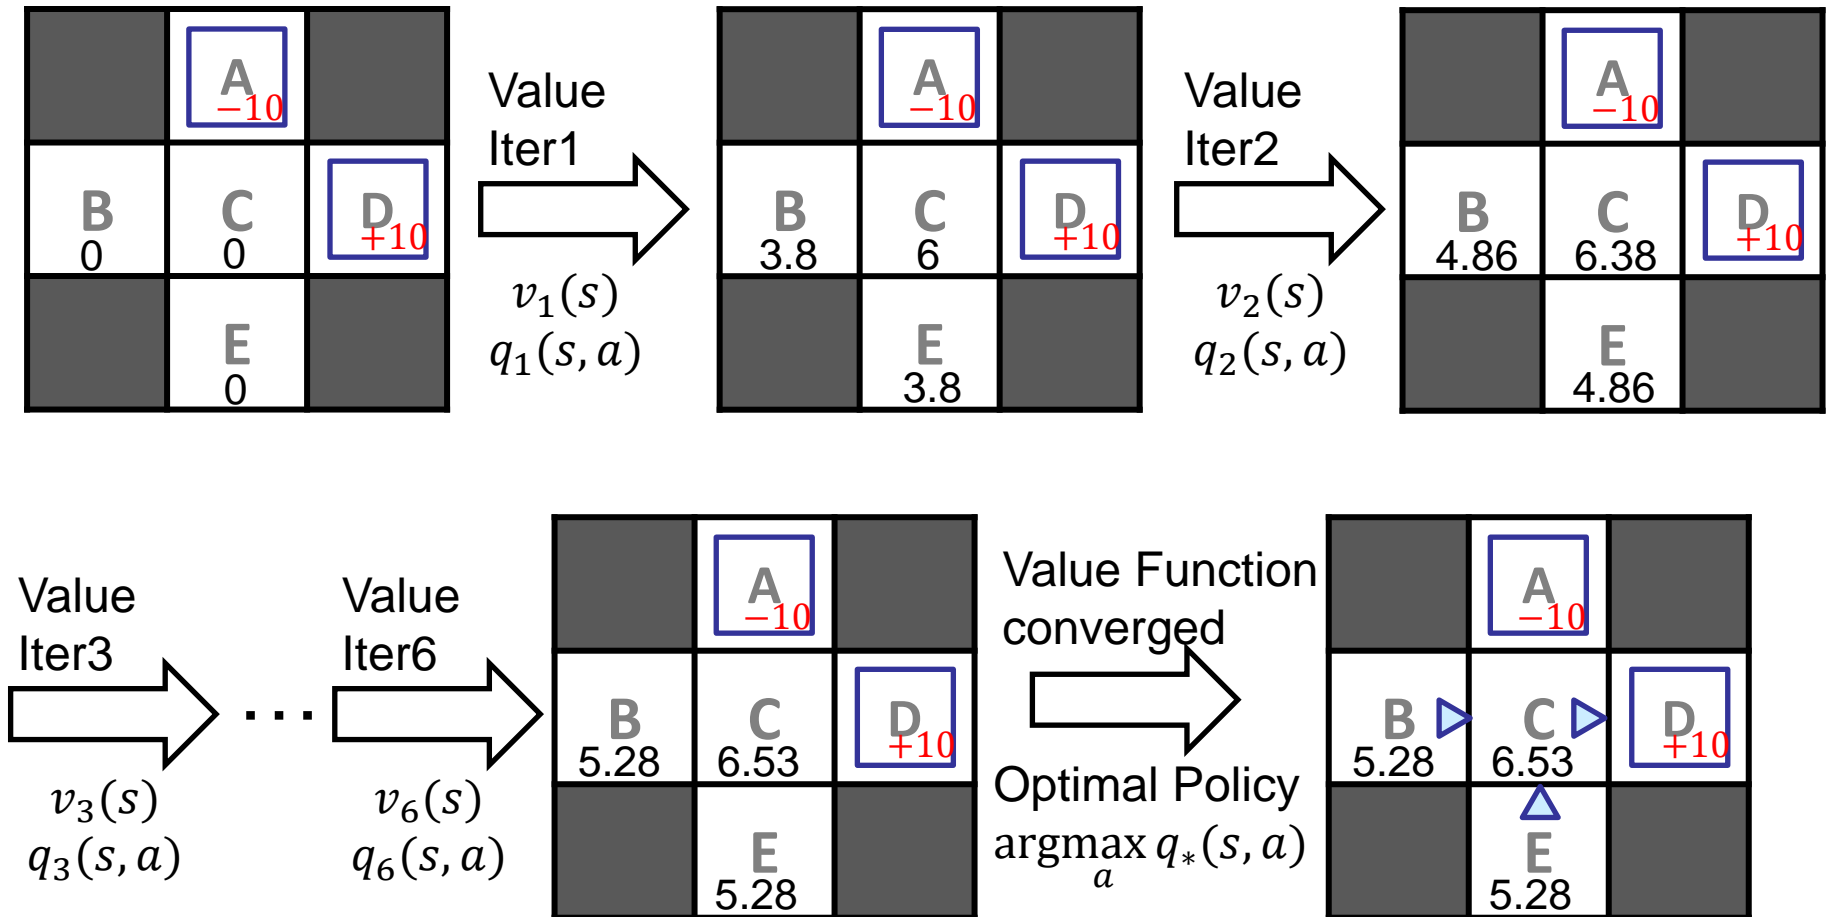 A
−10
B
0
C
0
D
+10
E
0
Value
Iter1
v₁(s)
q₁(s, a)
A
−10
B
3.8
C
6
D
+10
E
3.8
Value
Iter2
v₂(s)
q₂(s, a)
A
−10
B
4.86
C
6.38
D
+10
E
4.86
Value
Iter3
v₃(s)
q₃(s, a)
...
Value
Iter6
v₆(s)
q₆(s, a)
A
−10
B
5.28
C
6.53
D
+10
E
5.28
Value Function
converged
Optimal Policy
argmax q∗(s, a)
a
A
−10
B
5.28
C
6.53
D
+10
E
5.28